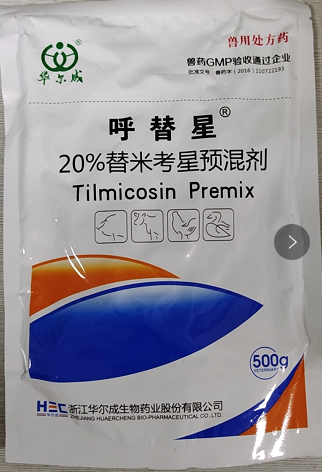 兽用处方药
兽药GMP验收通过企业
批准文号：兽药字（2016）110722193
华尔成
呼替星®
20%替米考星预混剂
Tilmicosin Premix
500g
VETERINARY
HEC
浙江华尔成生物药业股份有限公司
ZHEJIANG HUAERCHENG BIO-PHARMACEUTICAL CO.,LTD.